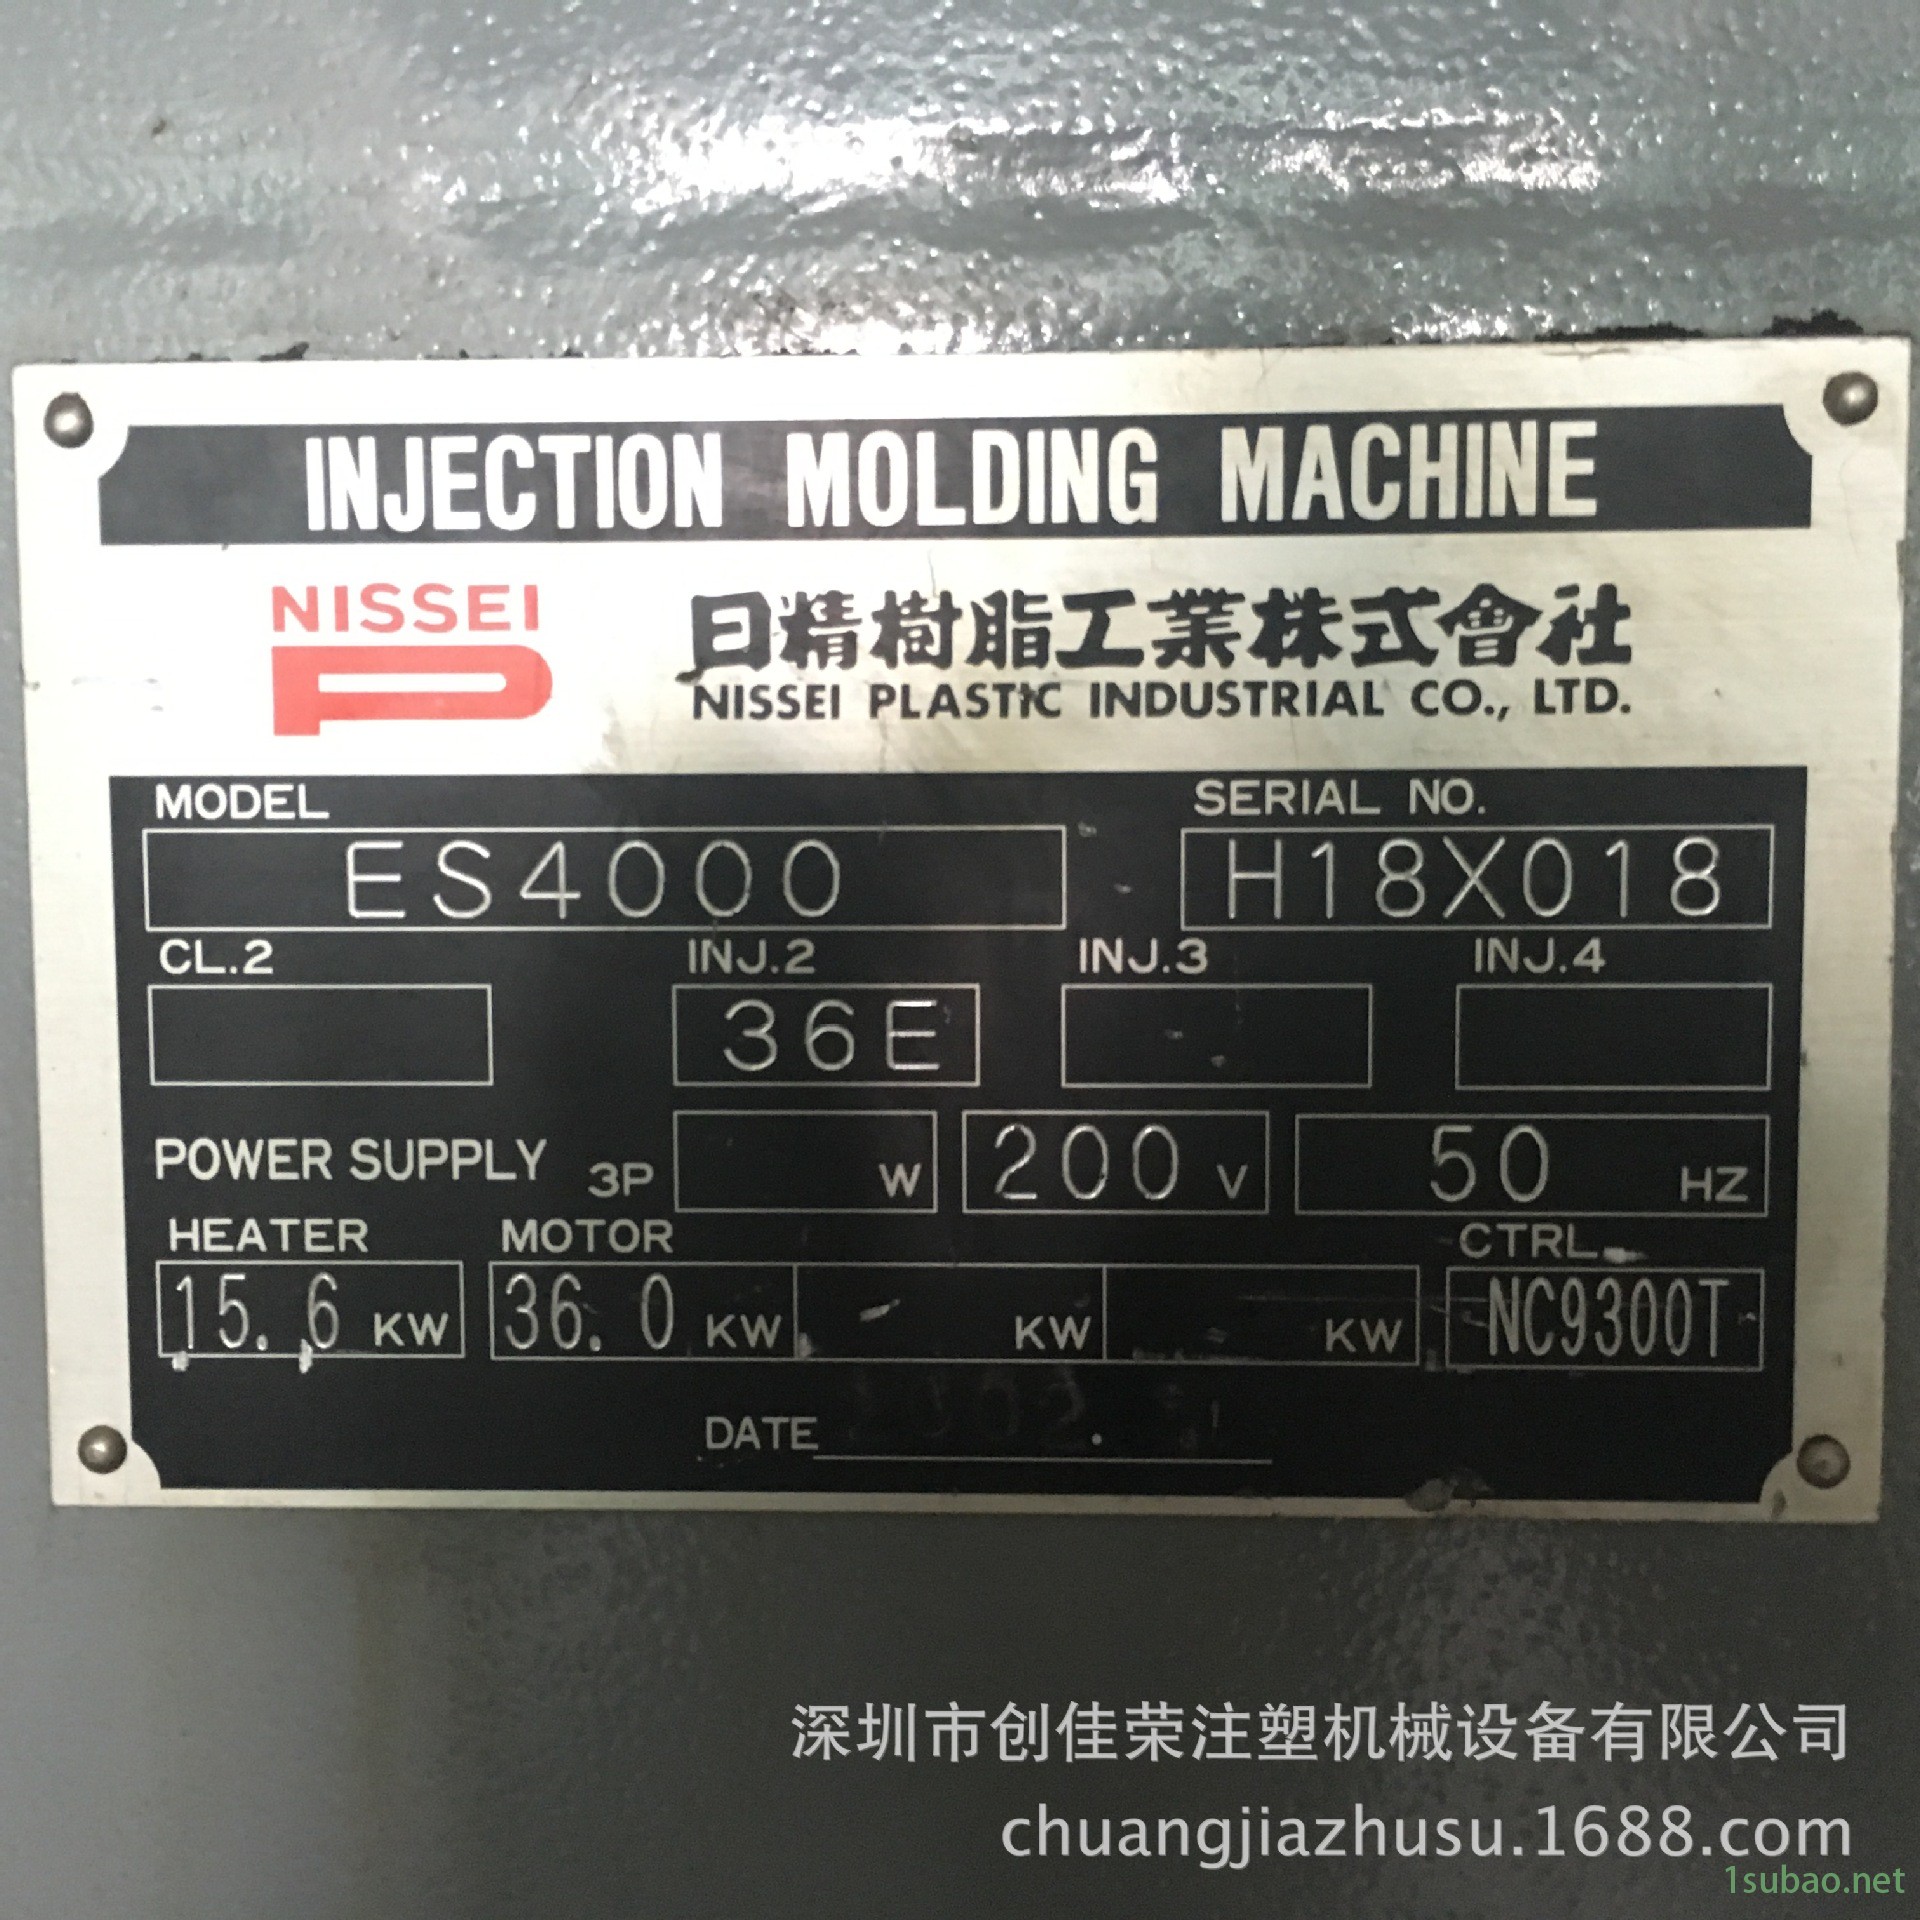 INJECTION MOLDING MACHINE
NISSEI
日精樹脂工業株式會社
NISSEI PLASTIC INDUSTRIAL CO., LTD.
MODEL SERIAL NO.
ES4000 H18X018
CL.2 INJ.2 INJ.3 INJ.4
36E
POWER SUPPLY 3P W 200 V 50 HZ
HEATER MOTOR CTRL.
15.6 KW 36.0 KW KW KW NC9300T
DATE 2002.
深圳市创佳荣注塑机械设备有限公司
chuangjiazhusu.1688.com
1subao.net